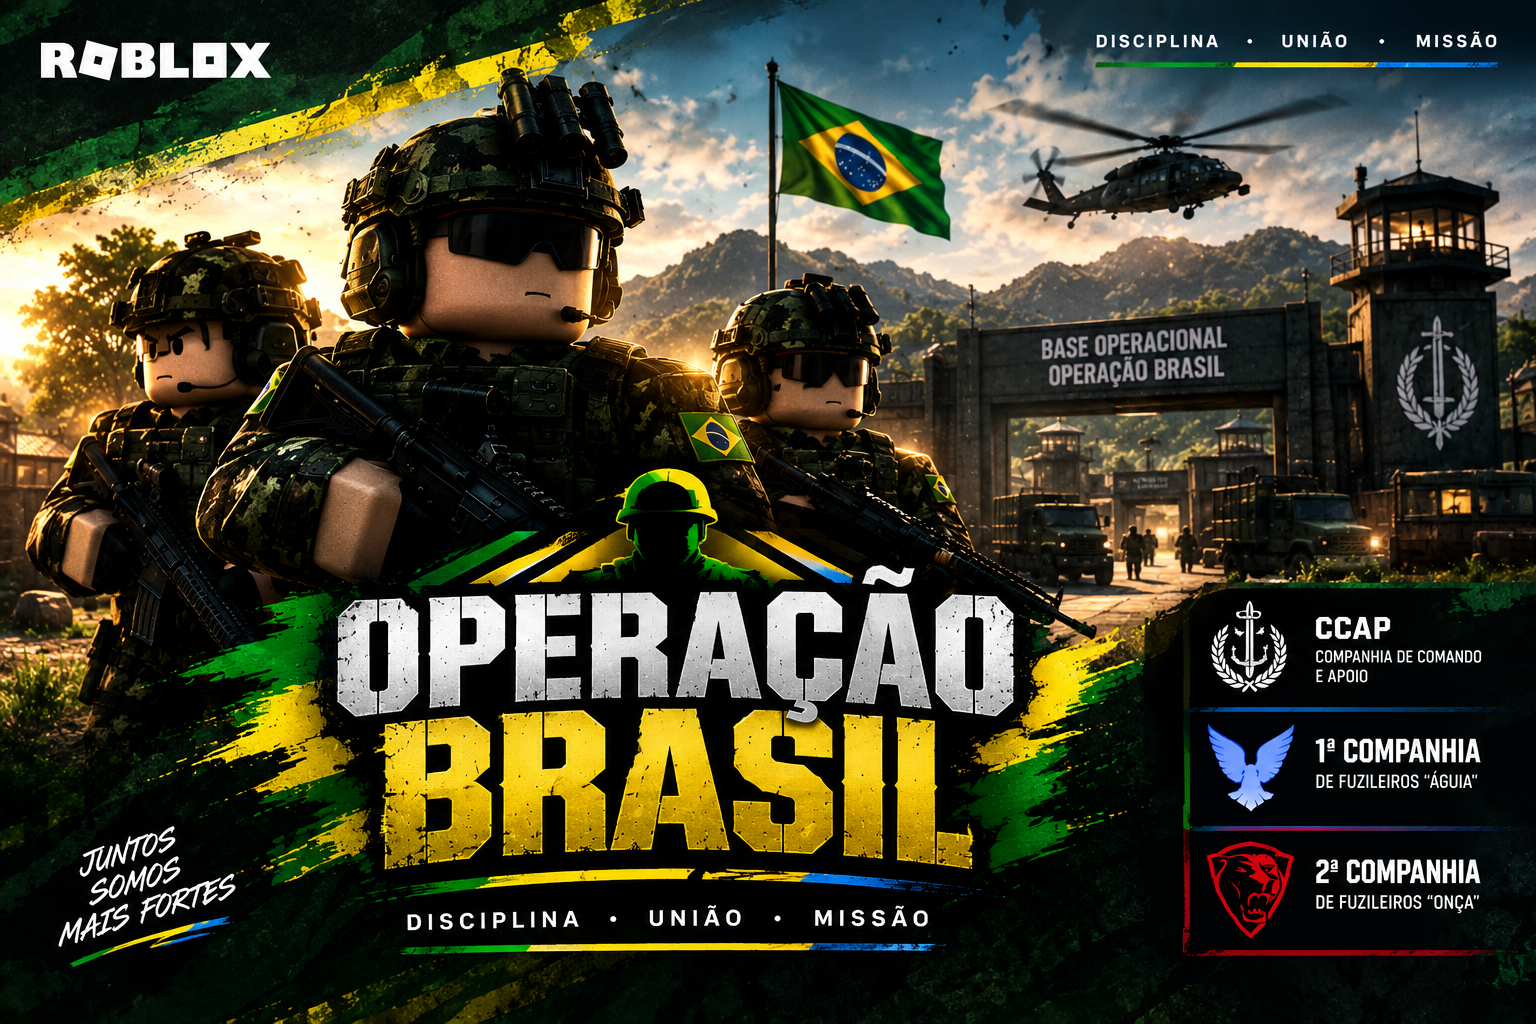 ROBLOX
DISCIPLINA • UNIÃO • MISSÃO
BASE OPERACIONAL
OPERAÇÃO BRASIL
OPERAÇÃO
BRASIL
DISCIPLINA • UNIÃO • MISSÃO
JUNTOS
SOMOS
MAIS FORTES
CCAP
COMPANHIA DE COMANDO
E APOIO
1ª COMPANHIA
DE FUZILEIROS “ÁGUIA”
2ª COMPANHIA
DE FUZILEIROS “ONÇA”